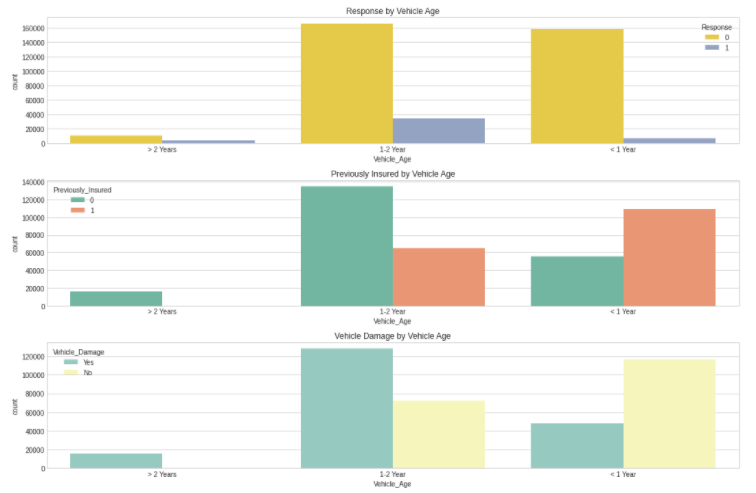 Response by Vehicle Age
160000
140000
120000
100000
80000
60000
40000
20000
0
count
Response
0
1
> 2 Years
1-2 Year
< 1 Year
Vehicle_Age
Previously Insured by Vehicle Age
140000
120000
100000
80000
60000
40000
20000
0
count
Previously_Insured
0
1
> 2 Years
1-2 Year
< 1 Year
Vehicle_Age
Vehicle Damage by Vehicle Age
120000
100000
80000
60000
40000
20000
0
count
Vehicle_Damage
Yes
No
> 2 Years
1-2 Year
< 1 Year
Vehicle_Age